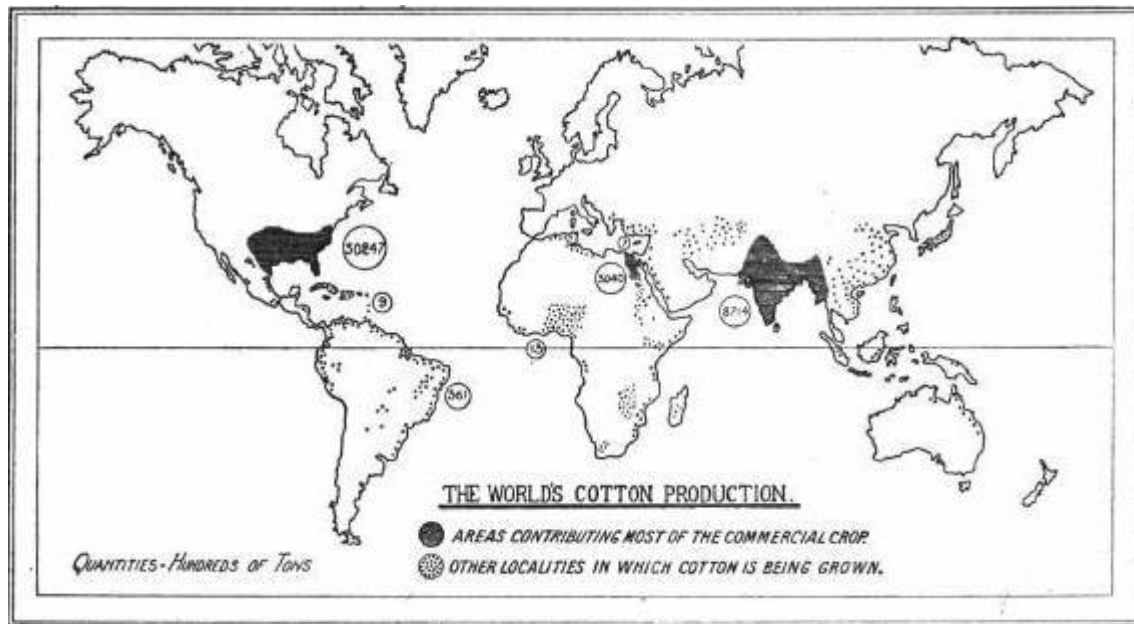 30847
9
3040
8714
361
THE WORLD'S COTTON PRODUCTION.
AREAS CONTRIBUTING MOST OF THE COMMERCIAL CROP.
QUANTITIES - HUNDREDS OF TONS
OTHER LOCALITIES IN WHICH COTTON IS BEING GROWN.